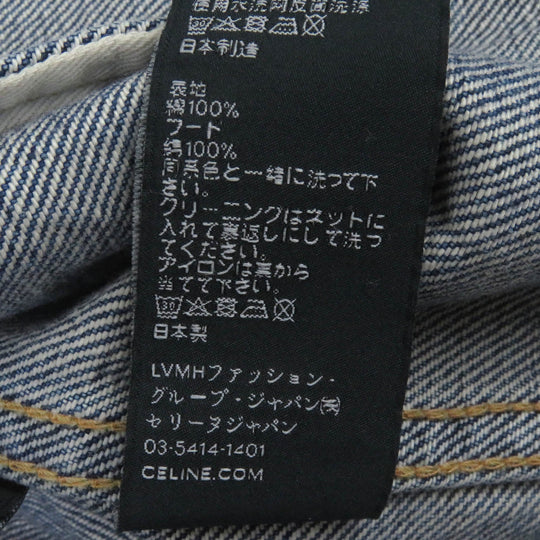 日本制造
表地
綿100%
フード
綿100%
同系色と一緒に洗つて下
さい。
クリーニングはネットに
入れて裏返しにして洗つ
てください。
アイロンは裏から
当てて下さい。
日本製
LVMHファッション・
グループ・ジャパン㈱
セリーヌジャパン
03-5414-1401
CELINE.COM